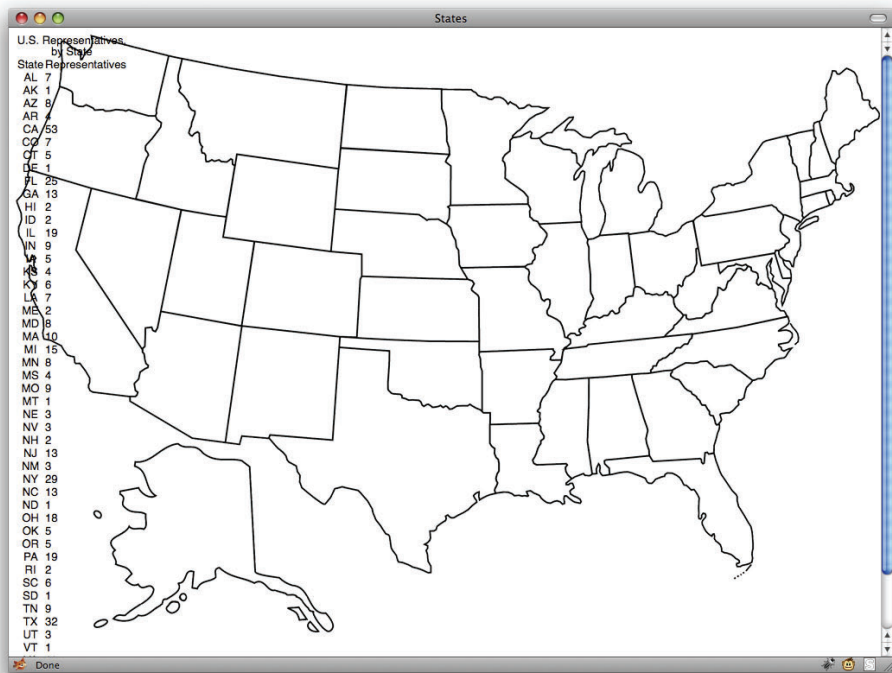 States
U.S. Representatives
by State
State Representatives
AL 7
AK 1
AZ 8
AR 4
CA 53
CO 7
CT 5
DE 1
FL 25
GA 13
HI 2
ID 2
IL 19
IN 9
IA 5
KS 4
KY 6
LA 7
ME 2
MD 8
MA 10
MI 15
MN 8
MS 4
MO 9
MT 1
NE 3
NV 3
NH 2
NJ 13
NM 3
NY 29
NC 13
ND 1
OH 18
OK 5
OR 5
PA 19
RI 2
SC 6
SD 1
TN 9
TX 32
UT 3
VT 1
Done